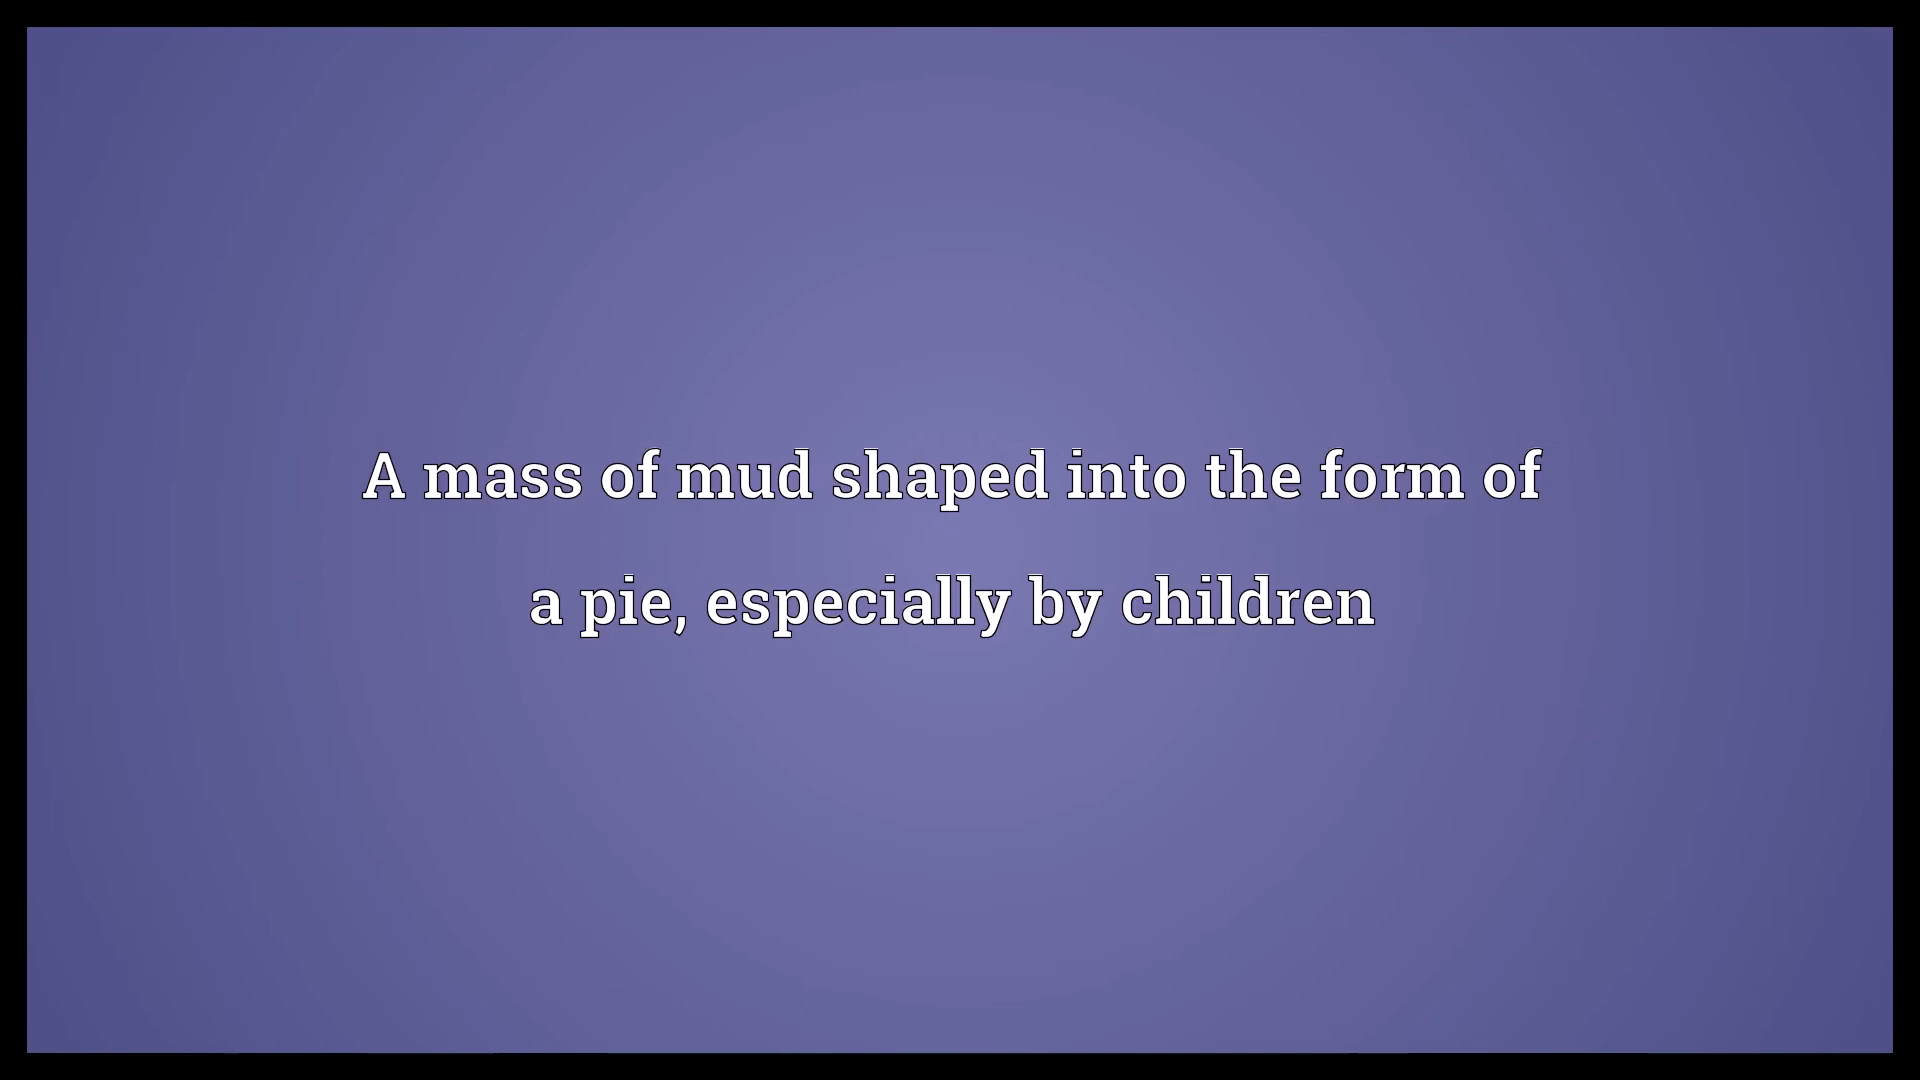 A mass of mud shaped into the form of
a pie, especially by children